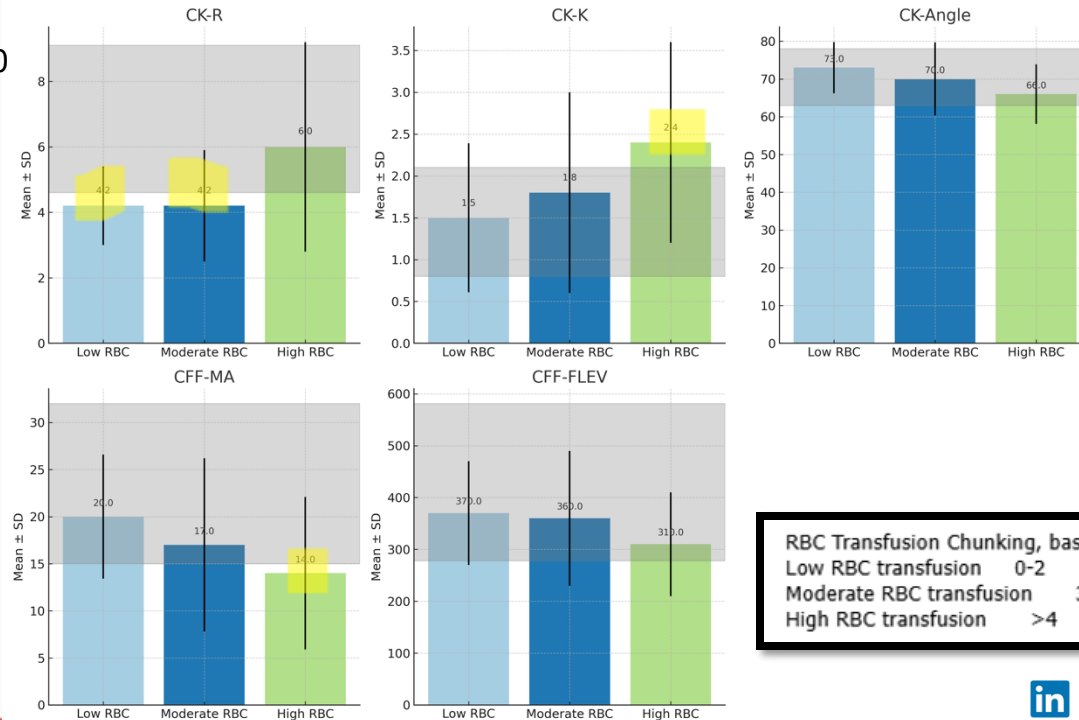 CK-R
Mean ± SD
8
6
4
2
0
4.2
4.2
6.0
Low RBC Moderate RBC High RBC
CK-K
Mean ± SD
3.5
3.0
2.5
2.0
1.5
1.0
0.5
0.0
1.5
1.8
2.4
Low RBC Moderate RBC High RBC
CK-Angle
Mean ± SD
80
70
60
50
40
30
20
10
0
73.0
70.0
66.0
Low RBC Moderate RBC High RBC
CFF-MA
Mean ± SD
30
25
20
15
10
5
0
20.0
17.0
14.0
Low RBC Moderate RBC High RBC
CFF-FLEV
Mean ± SD
600
500
400
300
200
100
0
370.0
360.0
310.0
Low RBC Moderate RBC High RBC
RBC Transfusion Chunking, bas
Low RBC transfusion 0-2
Moderate RBC transfusion
High RBC transfusion >4
in